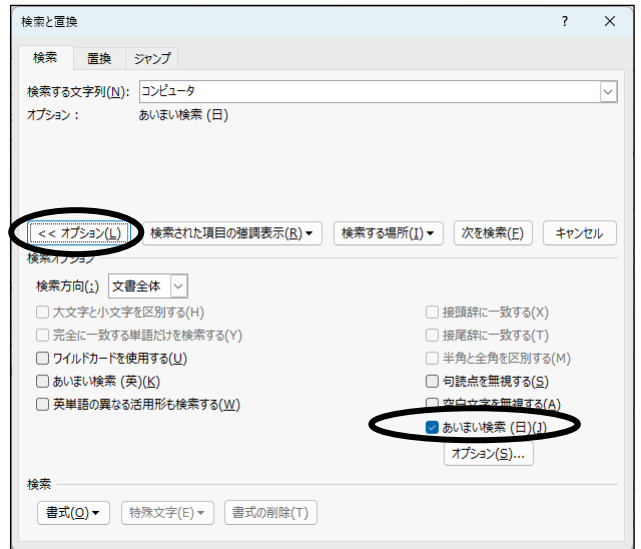 検索と置換 ? ×
検索 置換 ジャンプ
検索する文字列(N): コンピュータ
オプション： あいまい検索 (日)
<< オプション(L) 検索された項目の強調表示(R) 検索する場所(I) 次を検索(F) キャンセル
検索オプション
検索方向(;) 文書全体
大文字と小文字を区別する(H) 接頭辞に一致する(X)
完全に一致する単語だけを検索する(Y) 接尾辞に一致する(T)
ワイルドカードを使用する(U) 半角と全角を区別する(M)
あいまい検索 (英)(K) 句読点を無視する(S)
英単語の異なる活用形も検索する(W) 空白文字を無視する(A)
あいまい検索 (日)(J)
オプション(S)...
検索
書式(O) 特殊文字(E) 書式の削除(T)